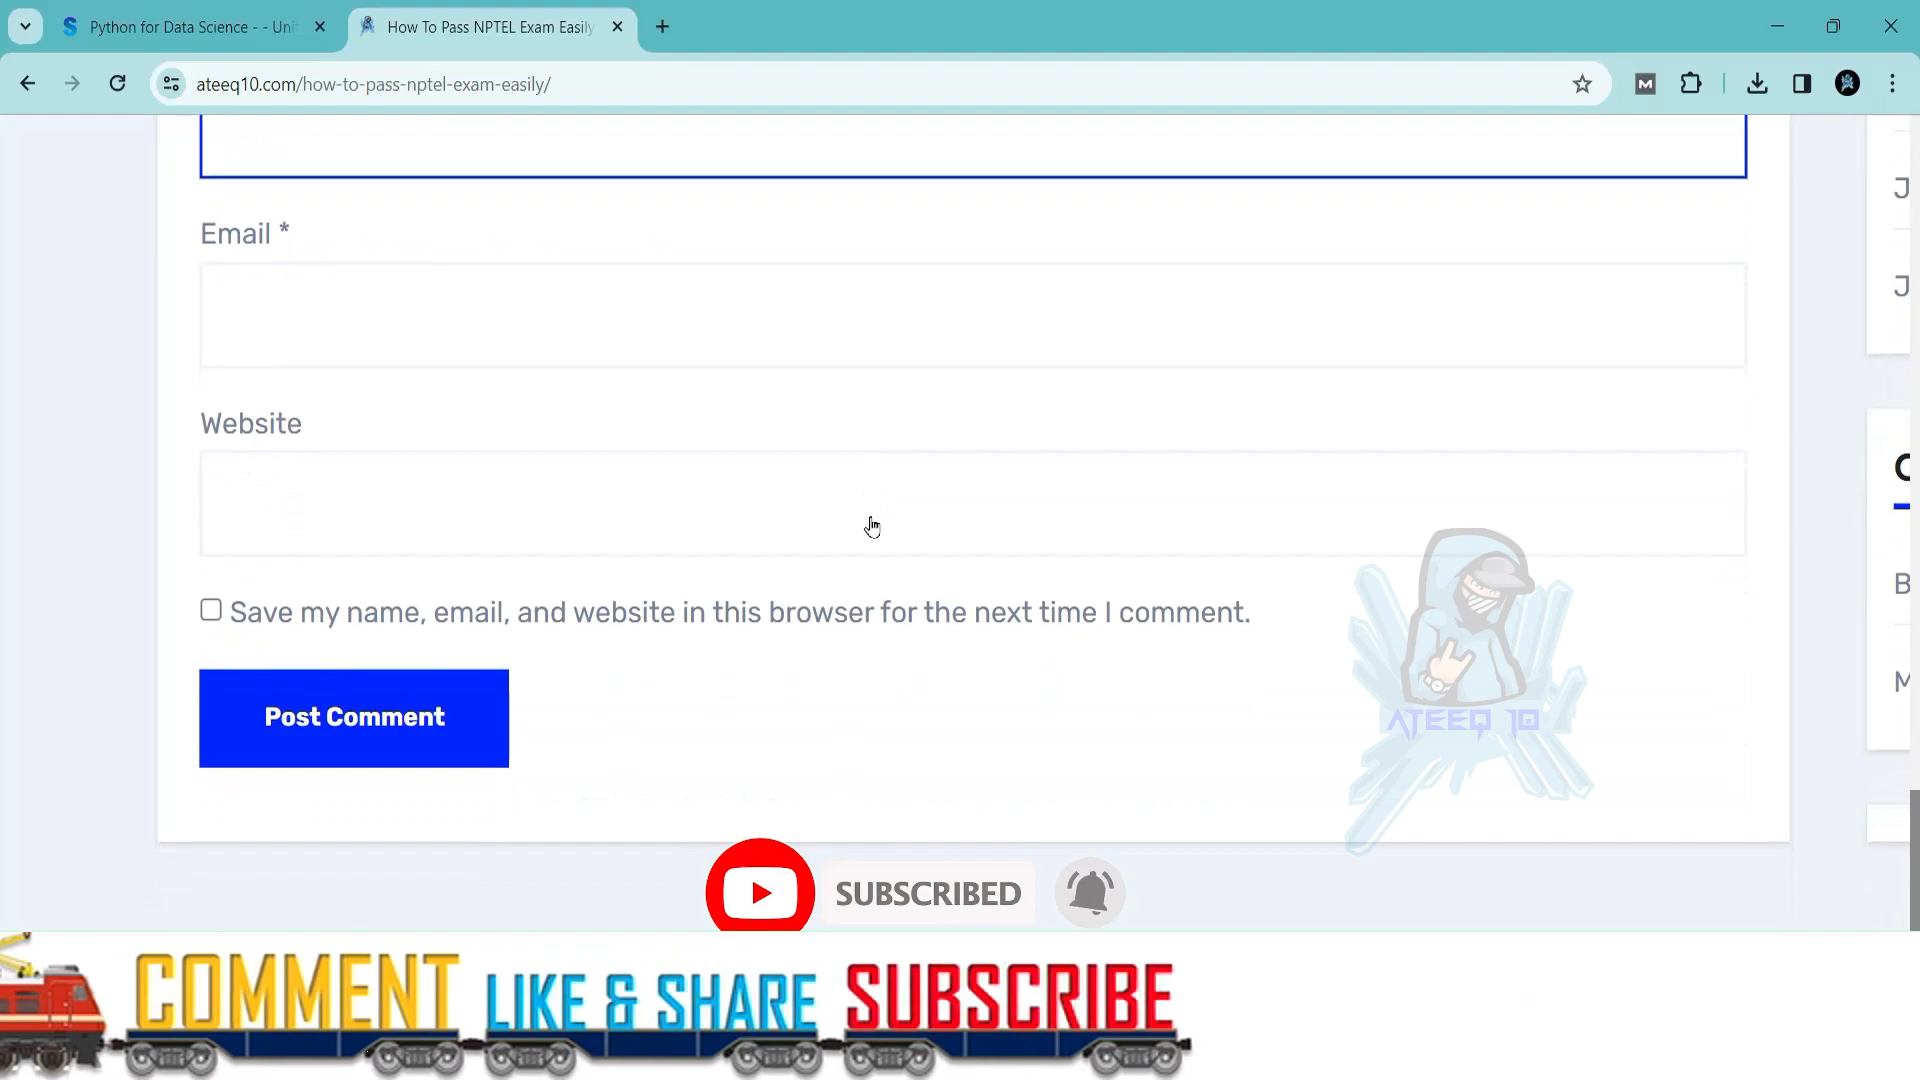 Python for Data Science - - Uni
How To Pass NPTEL Exam Easily
ateeq10.com/how-to-pass-nptel-exam-easily/
M
J
Email *
J
Website
C
B
Save my name, email, and website in this browser for the next time I comment.
M
Post Comment
ATEEQ 10
SUBSCRIBED
COMMENT LIKE & SHARE SUBSCRIBE